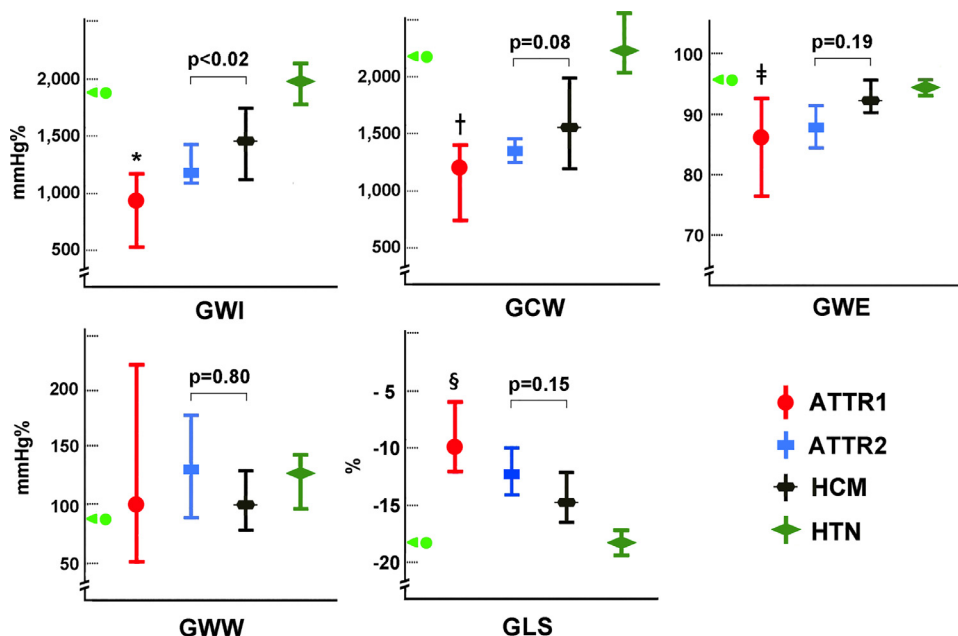 p<0.02
2,000
1,500
1,000
500
mmHg%
*
GWI
p=0.08
2,000
1,500
1,000
500
†
GCW
p=0.19
100
90
80
70
‡
GWE
p=0.80
200
150
100
50
mmHg%
GWW
p=0.15
- 5
-10
-15
-20
%
§
GLS
ATTR1
ATTR2
HCM
HTN